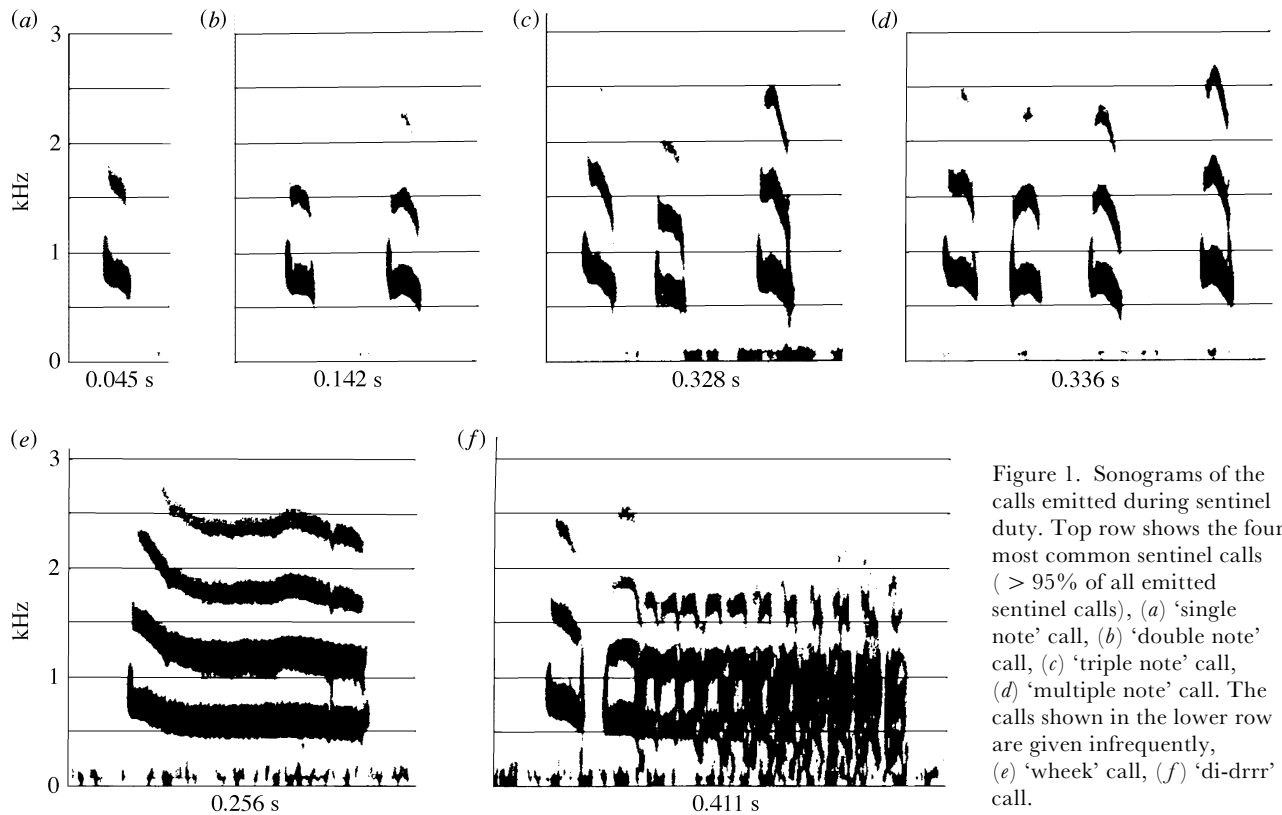 (a)
(b)
(c)
(d)
3
2
1
0
kHz
0.045 s
0.142 s
0.328 s
0.336 s
(e)
(f)
3
2
1
0
kHz
0.256 s
0.411 s
Figure 1. Sonograms of the
calls emitted during sentinel
duty. Top row shows the four
most common sentinel calls
( > 95% of all emitted
sentinel calls), (a) ‘single
note’ call, (b) ‘double note’
call, (c) ‘triple note’ call,
(d) ‘multiple note’ call. The
calls shown in the lower row
are given infrequently,
(e) ‘wheek’ call, (f) ‘di-drrr’
call.